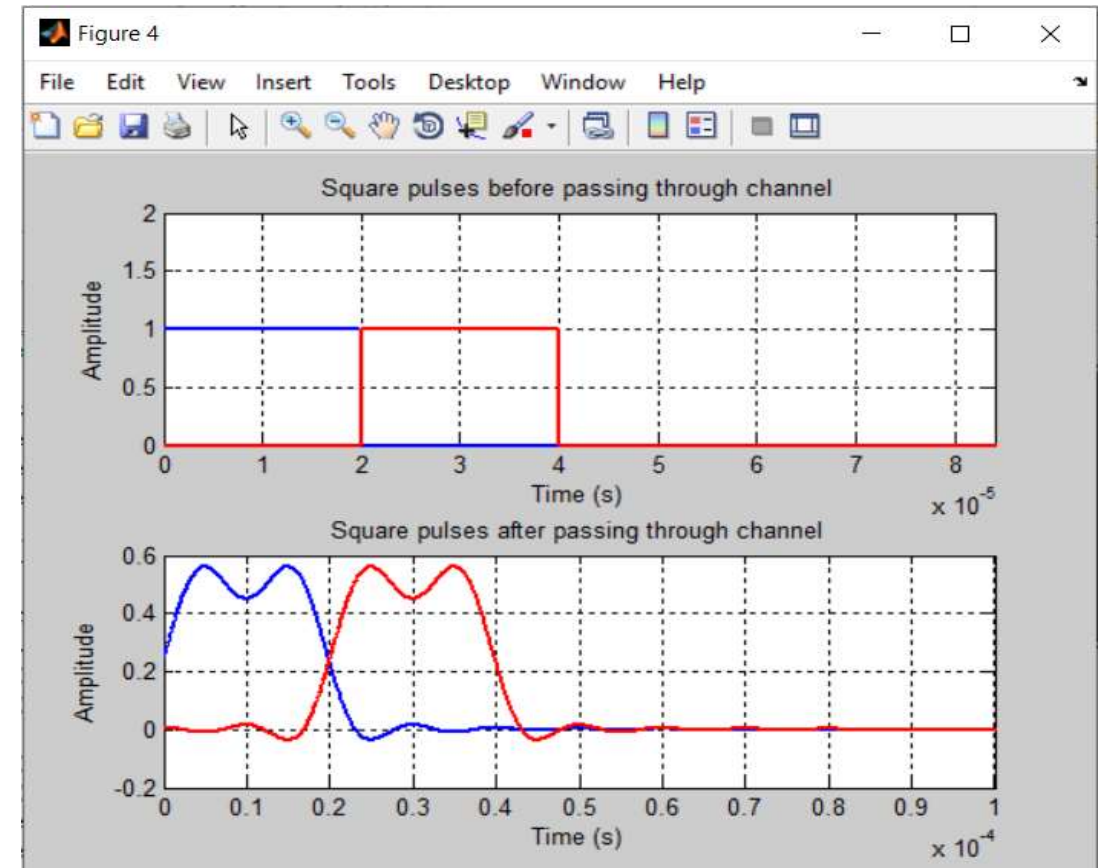 Figure 4
File Edit View Insert Tools Desktop Window Help
Square pulses before passing through channel
2
1.5
1
0.5
0
Amplitude
0 1 2 3 4 5 6 7 8
Time (s)
x 10^-5
Square pulses after passing through channel
0.6
0.4
0.2
0
-0.2
Amplitude
0 0.1 0.2 0.3 0.4 0.5 0.6 0.7 0.8 0.9 1
Time (s)
x 10^-4